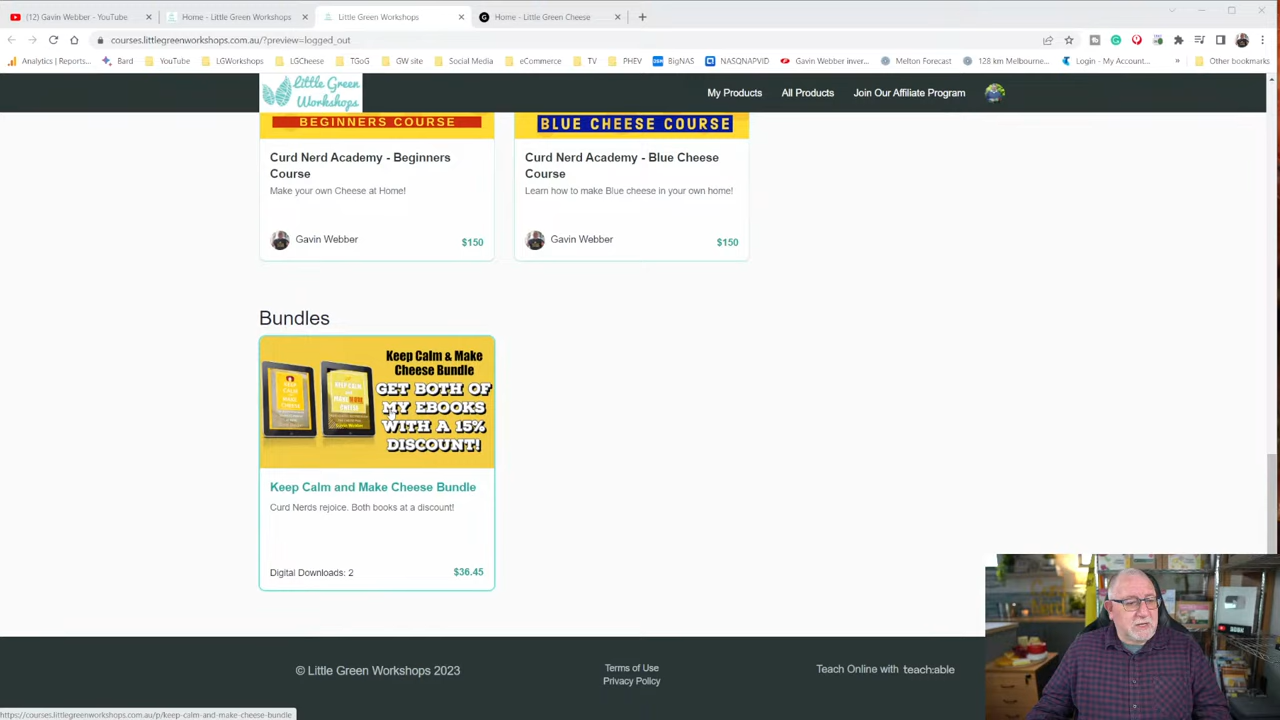 (12) Gavin Webber - YouTube
Home - Little Green Workshops
Little Green Workshops
Home - Little Green Cheese
courses.littlegreenworkshops.com.au/?preview=logged_out
Analytics | Reports...
Bard
YouTube
LGWorkshops
LGCheese
TGoG
GW site
Social Media
eCommerce
TV
PHEV
BigNAS
NASQNAPVID
Gavin Webber inver...
Melton Forecast
128 km Melbourne...
Login - My Account...
Other bookmarks
Little Green
Workshops
My Products
All Products
Join Our Affiliate Program
BEGINNERS COURSE
BLUE CHEESE COURSE
Curd Nerd Academy - Beginners
Course
Make your own Cheese at Home!
Gavin Webber
$150
Curd Nerd Academy - Blue Cheese
Course
Learn how to make Blue cheese in your own home!
Gavin Webber
$150
Bundles
Keep Calm & Make
Cheese Bundle
GET BOTH OF
MY EBOOKS
WITH A 15%
DISCOUNT!
Keep Calm and Make Cheese Bundle
Curd Nerds rejoice. Both books at a discount!
Digital Downloads: 2
$36.45
© Little Green Workshops 2023
Terms of Use
Privacy Policy
Teach Online with teach:able
https://courses.littlegreenworkshops.com.au/p/keep-calm-and-make-cheese-bundle